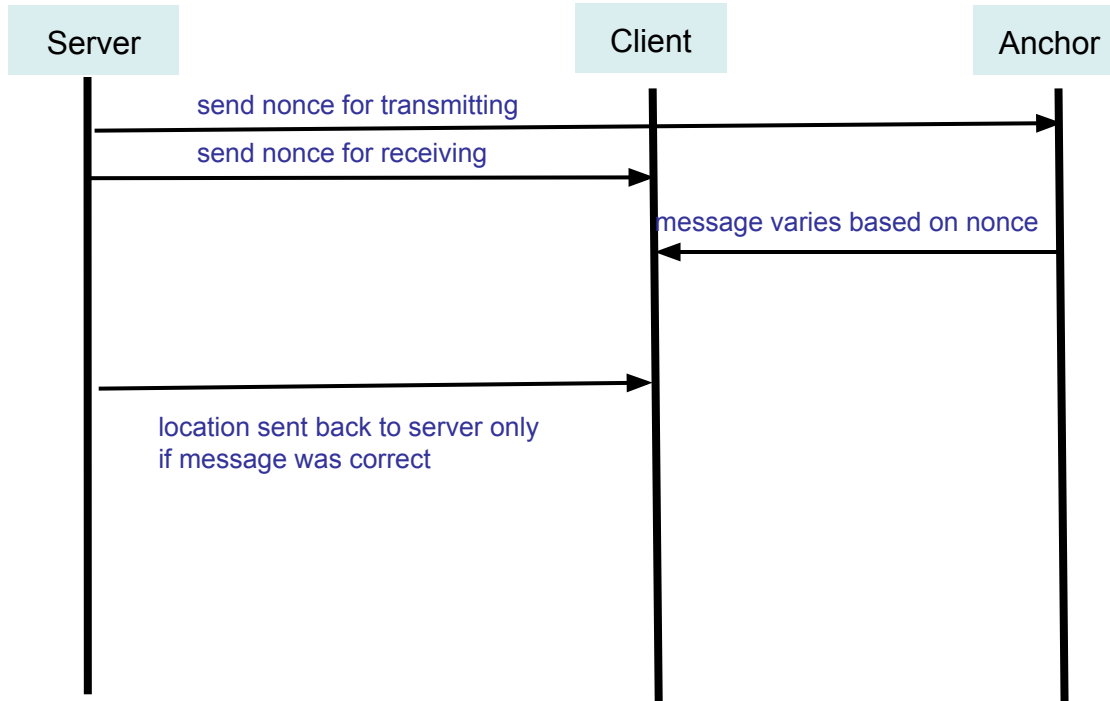 Server
Client
Anchor
send nonce for transmitting
send nonce for receiving
message varies based on nonce
location sent back to server only
if message was correct